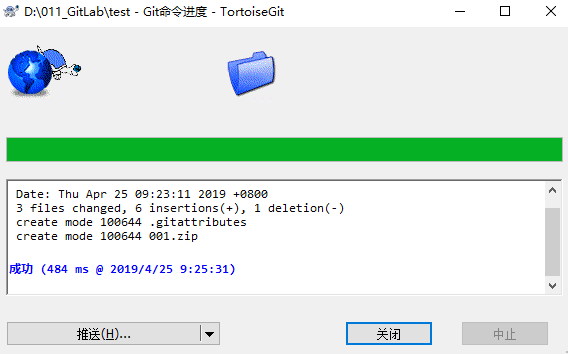 D:\011_GitLab\test - Git命令进度 - TortoiseGit
Date: Thu Apr 25 09:23:11 2019 +0800
3 files changed, 6 insertions(+), 1 deletion(-)
create mode 100644 .gitattributes
create mode 100644 001.zip
成功 (484 ms @ 2019/4/25 9:25:31)
推送(H)... 关闭 中止